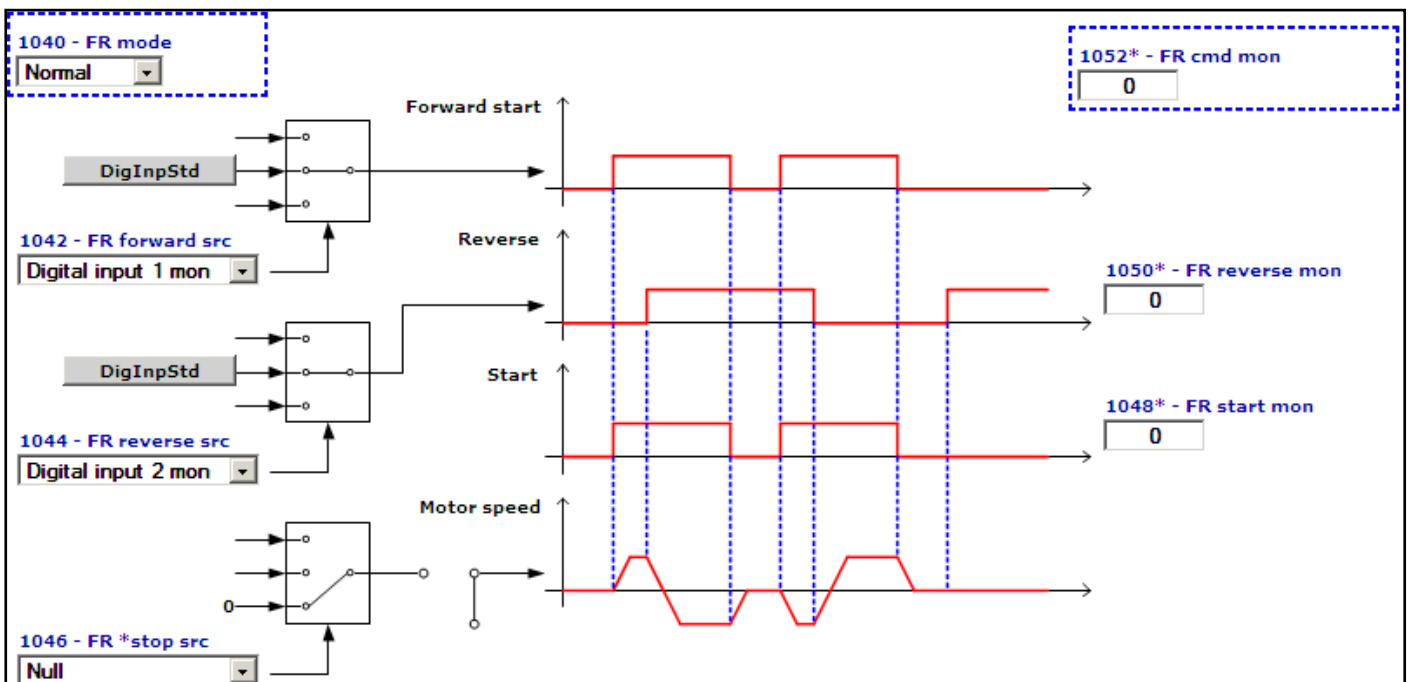 1040 - FR mode
Normal
1052* - FR cmd mon
0
Forward start
DigInpStd
1042 - FR forward src
Digital input 1 mon
Reverse
1050* - FR reverse mon
0
DigInpStd
Start
1048* - FR start mon
0
1044 - FR reverse src
Digital input 2 mon
Motor speed
0
1046 - FR *stop src
Null